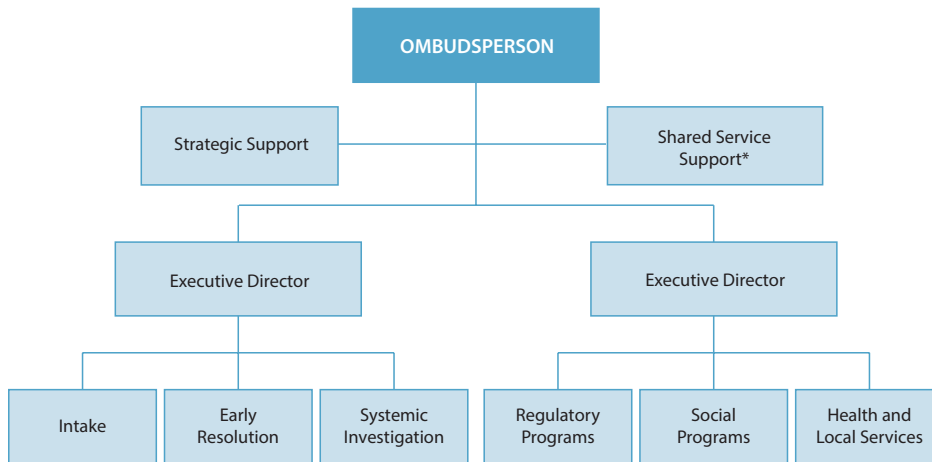 OMBUDSPERSON
Strategic Support
Shared Service
Support*
Executive Director
Executive Director
Intake
Early
Resolution
Systemic
Investigation
Regulatory
Programs
Social
Programs
Health and
Local Services